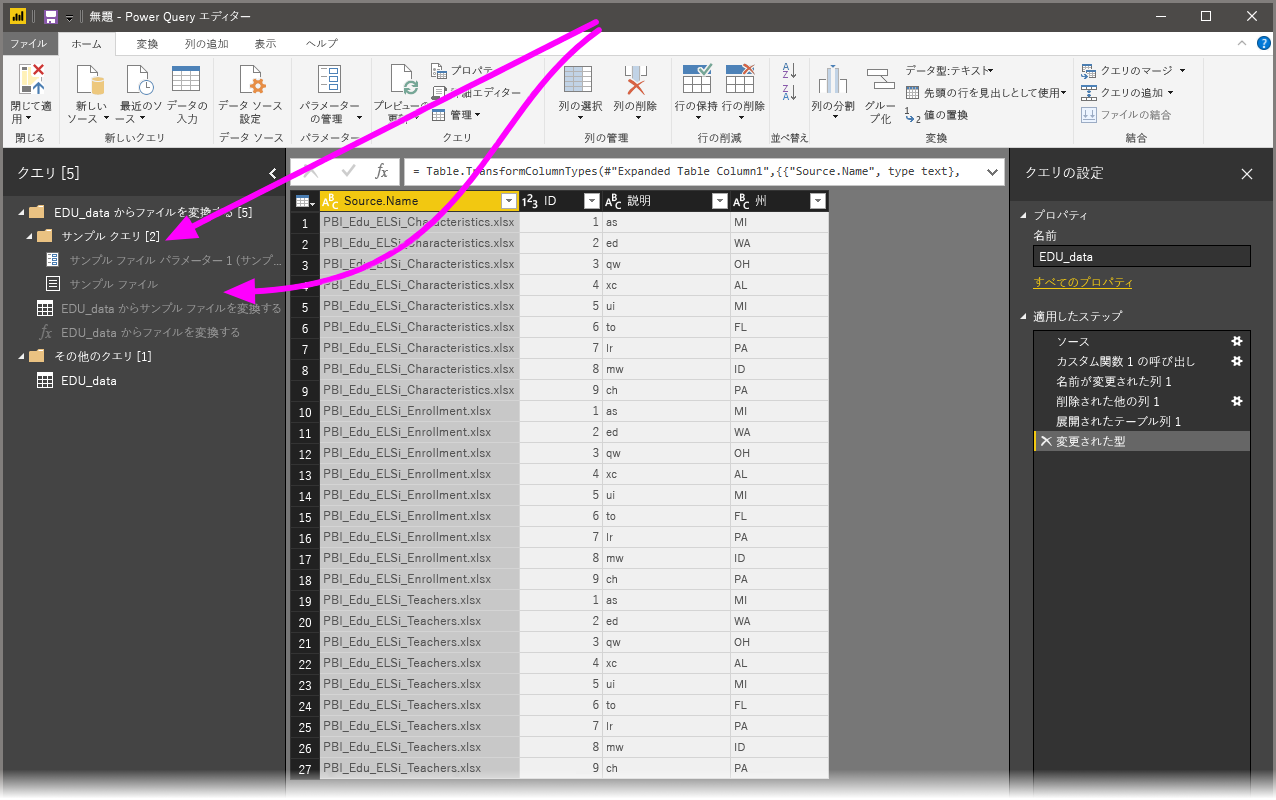 無題 - Power Query エディター
ファイル ホーム 変換 列の追加 表示 ヘルプ
閉じて適用
新しいソース
最近のソース
データの入力
データ ソース設定
パラメーターの管理
プレビューの更新
プロパティ
詳細エディター
管理
列の選択
列の削除
行の保持
行の削除
列の分割
グループ化
データ型:テキスト
先頭の行を見出しとして使用
値の置換
クエリのマージ
クエリの追加
ファイルの結合
閉じる 新しいクエリ データ ソース パラメーター クエリ 列の管理 行の削減 並べ替え 変換 結合
クエリ [5]
EDU_data からファイルを変換する [5]
サンプル クエリ [2]
サンプル ファイル パラメーター 1 (サンプ...
サンプル ファイル
EDU_data からサンプル ファイルを変換する
EDU_data からファイルを変換する
その他のクエリ [1]
EDU_data
= Table.TransformColumnTypes(#"Expanded Table Column1",{{"Source.Name", type text},
Source.Name ID 説明 州
1 PBI_Edu_ELSi_Characteristics.xlsx 1 as MI
2 PBI_Edu_ELSi_Characteristics.xlsx 2 ed WA
3 PBI_Edu_ELSi_Characteristics.xlsx 3 qw OH
4 PBI_Edu_ELSi_Characteristics.xlsx 4 xc AL
5 PBI_Edu_ELSi_Characteristics.xlsx 5 ui MI
6 PBI_Edu_ELSi_Characteristics.xlsx 6 to FL
7 PBI_Edu_ELSi_Characteristics.xlsx 7 lr PA
8 PBI_Edu_ELSi_Characteristics.xlsx 8 mw ID
9 PBI_Edu_ELSi_Characteristics.xlsx 9 ch PA
10 PBI_Edu_ELSi_Enrollment.xlsx 1 as MI
11 PBI_Edu_ELSi_Enrollment.xlsx 2 ed WA
12 PBI_Edu_ELSi_Enrollment.xlsx 3 qw OH
13 PBI_Edu_ELSi_Enrollment.xlsx 4 xc AL
14 PBI_Edu_ELSi_Enrollment.xlsx 5 ui MI
15 PBI_Edu_ELSi_Enrollment.xlsx 6 to FL
16 PBI_Edu_ELSi_Enrollment.xlsx 7 lr PA
17 PBI_Edu_ELSi_Enrollment.xlsx 8 mw ID
18 PBI_Edu_ELSi_Enrollment.xlsx 9 ch PA
19 PBI_Edu_ELSi_Teachers.xlsx 1 as MI
20 PBI_Edu_ELSi_Teachers.xlsx 2 ed WA
21 PBI_Edu_ELSi_Teachers.xlsx 3 qw OH
22 PBI_Edu_ELSi_Teachers.xlsx 4 xc AL
23 PBI_Edu_ELSi_Teachers.xlsx 5 ui MI
24 PBI_Edu_ELSi_Teachers.xlsx 6 to FL
25 PBI_Edu_ELSi_Teachers.xlsx 7 lr PA
26 PBI_Edu_ELSi_Teachers.xlsx 8 mw ID
27 PBI_Edu_ELSi_Teachers.xlsx 9 ch PA
クエリの設定
プロパティ
名前
EDU_data
すべてのプロパティ
適用したステップ
ソース
カスタム関数 1 の呼び出し
名前が変更された列 1
削除された他の列 1
展開されたテーブル列 1
変更された型